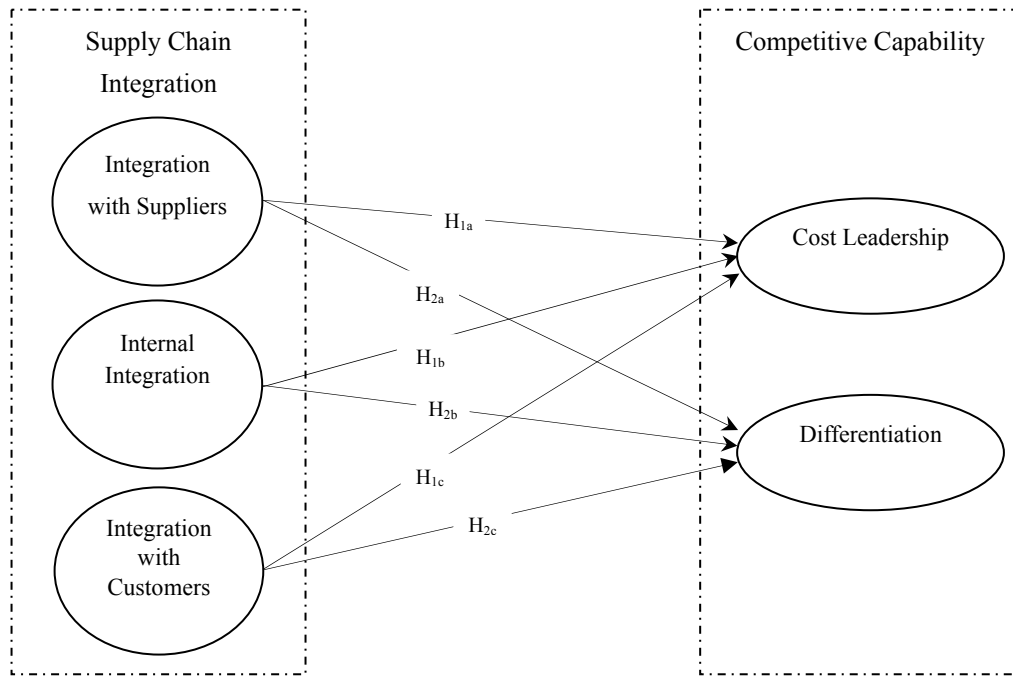 Supply Chain
Integration
Integration
with Suppliers
Internal
Integration
Integration
with
Customers
H1a
H2a
H1b
H2b
H1c
H2c
Competitive Capability
Cost Leadership
Differentiation